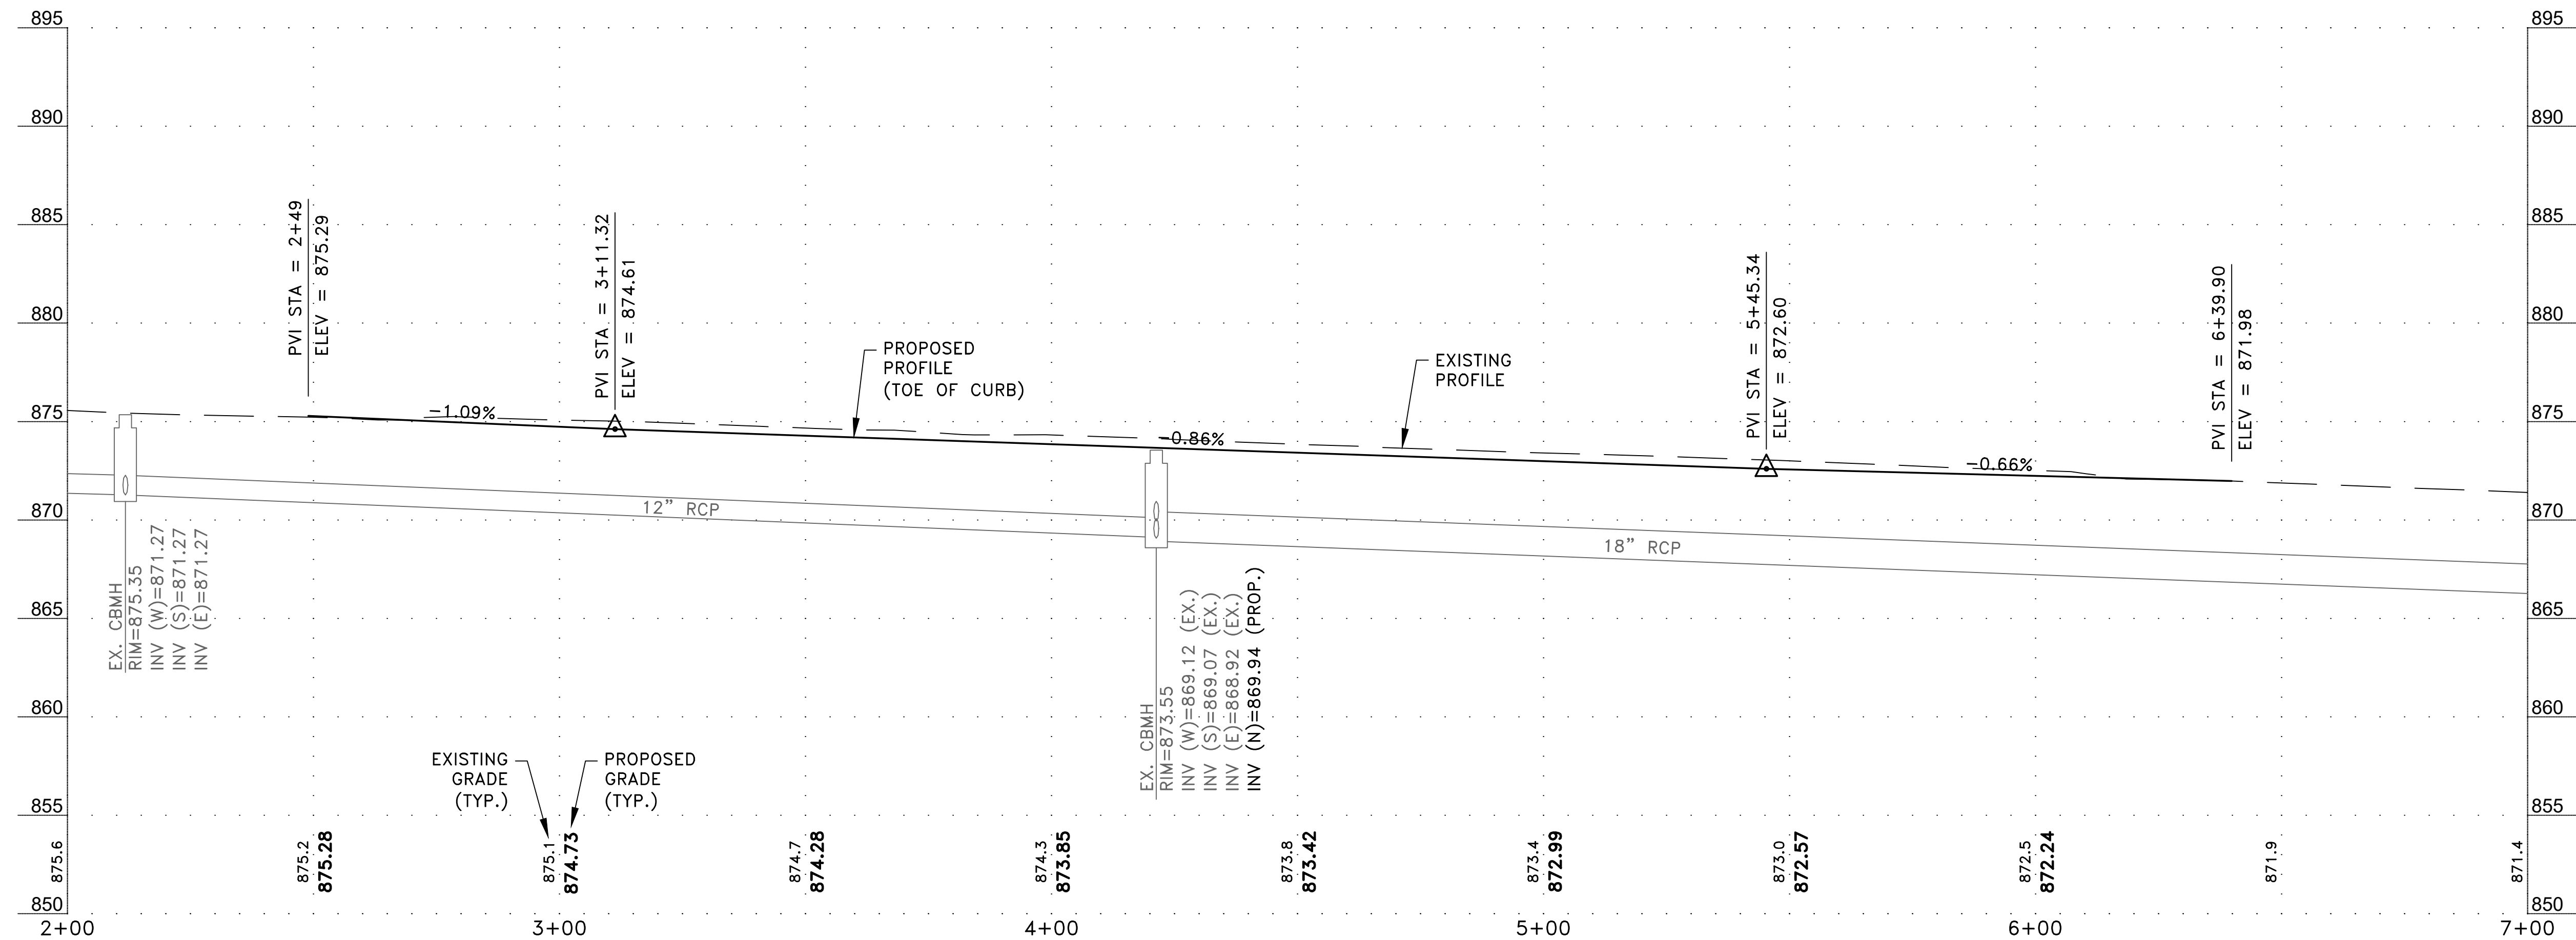 895
895
890
890
885
885
880
880
875
875
870
870
865
865
860
860
855
855
850
850
PVI STA = 2+49
ELEV = 875.29
PVI STA = 3+11.32
ELEV = 874.61
PROPOSED
PROFILE
(TOE OF CURB)
EXISTING
PROFILE
PVI STA = 5+45.34
ELEV = 872.60
PVI STA = 6+39.90
ELEV = 871.98
-1.09%
-0.86%
-0.66%
12” RCP
18” RCP
EX. CBMH
RIM=875.35
INV (W)=871.27
INV (S)=871.27
INV (E)=871.27
EX. CBMH
RIM=873.55
INV (W)=869.12 (EX.)
INV (S)=869.07 (EX.)
INV (E)=868.92 (EX.)
INV (N)=869.94 (PROP.)
EXISTING
GRADE
(TYP.)
PROPOSED
GRADE
(TYP.)
875.6
875.2
875.28
875.1
874.73
874.7
874.28
874.3
873.85
873.8
873.42
873.4
872.99
873.0
872.57
872.5
872.24
871.9
871.4
2+00
3+00
4+00
5+00
6+00
7+00